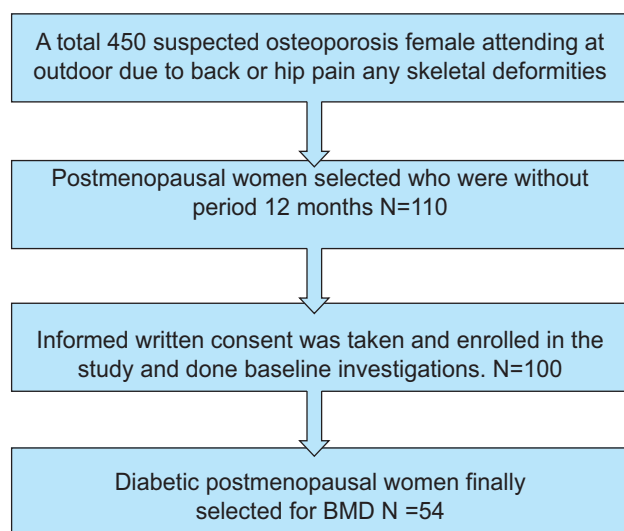 A total 450 suspected osteoporosis female attending at
outdoor due to back or hip pain any skeletal deformities
Postmenopausal women selected who were without
period 12 months N=110
Informed written consent was taken and enrolled in the
study and done baseline investigations. N=100
Diabetic postmenopausal women finally
selected for BMD N =54